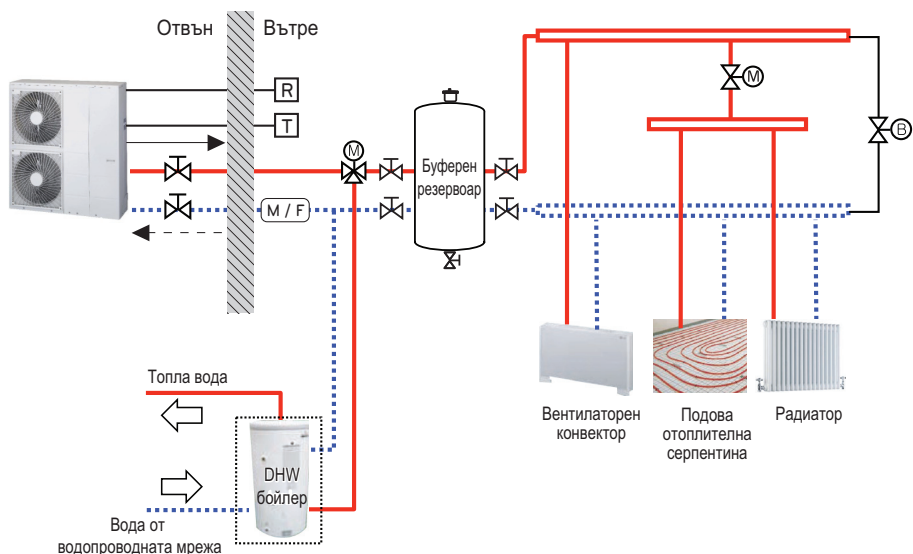 Отвън
Вътре
R
T
M
M / F
Буферен
резервоар
M
B
Топла вода
DHW
бойлер
Вода от
водопроводната мрежа
Вентилаторен
конвектор
Подова
отоплителна
серпентина
Радиатор